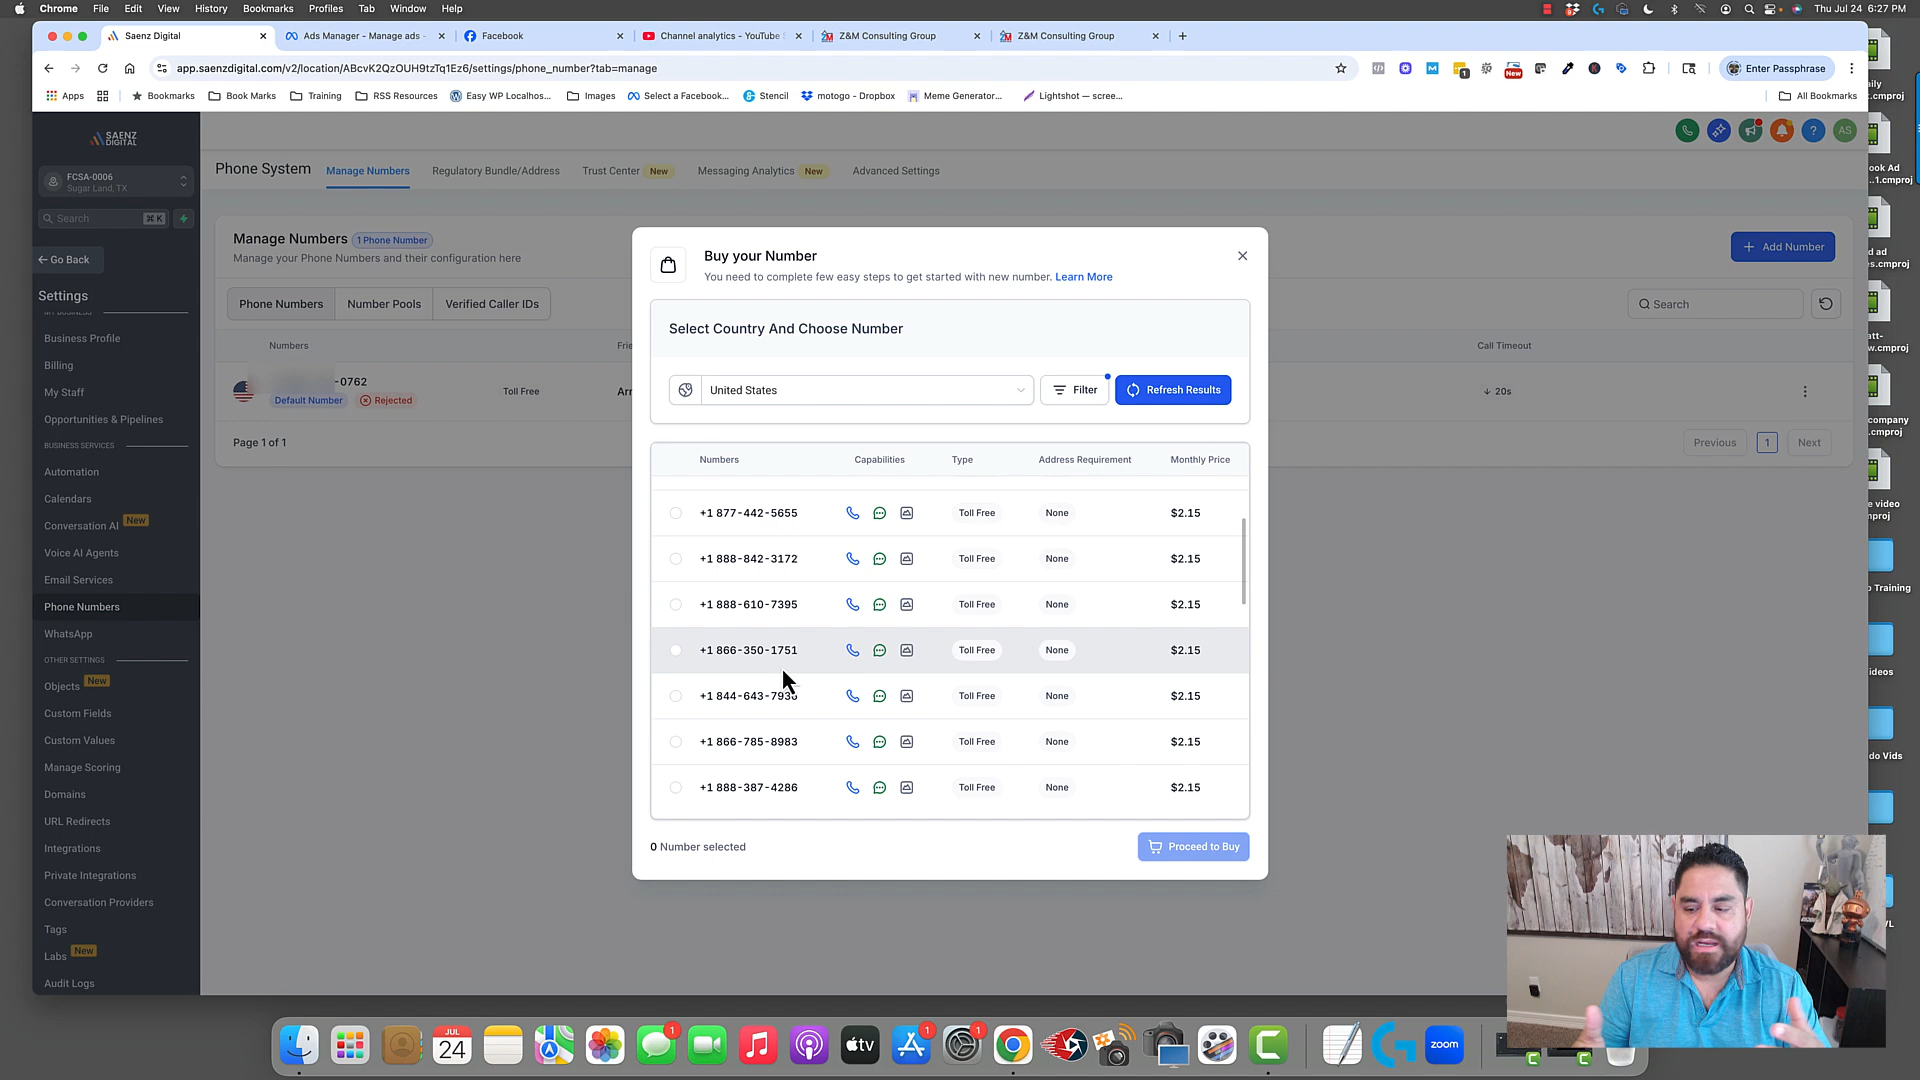 Chrome File Edit View History Bookmarks Profiles Tab Window Help
Thu Jul 24 6:27 PM
Saenz Digital
Ads Manager - Manage ads -
Facebook
Channel analytics - YouTube S
Z&M Consulting Group
Z&M Consulting Group
app.saenzdigital.com/v2/location/ABcvK2QzOUH9tzTq1Ez6/settings/phone_number?tab=manage
New
1
Enter Passphrase
Apps
Bookmarks
Book Marks
Training
RSS Resources
Easy WP Localhos...
Images
Select a Facebook...
Stencil
motogo - Dropbox
Meme Generator...
Lightshot — scree...
All Bookmarks
SAENZ
DIGITAL
FCSA-0006
Sugar Land, TX
Search ⌘ K
Go Back
Settings
MY BUSINESS
Business Profile
Billing
My Staff
Opportunities & Pipelines
BUSINESS SERVICES
Automation
Calendars
Conversation AI New
Voice AI Agents
Email Services
Phone Numbers
WhatsApp
OTHER SETTINGS
Objects New
Custom Fields
Custom Values
Manage Scoring
Domains
URL Redirects
Integrations
Private Integrations
Conversation Providers
Tags
Labs New
Audit Logs
AS
Phone System
Manage Numbers
Regulatory Bundle/Address
Trust Center New
Messaging Analytics New
Advanced Settings
Manage Numbers 1 Phone Number
Manage your Phone Numbers and their configuration here
+ Add Number
Phone Numbers
Number Pools
Verified Caller IDs
Search
Numbers
Frie
Call Timeout
-0762
Default Number Rejected
Toll Free
Arr
20s
Page 1 of 1
Previous 1 Next
Buy your Number
You need to complete few easy steps to get started with new number. Learn More
Select Country And Choose Number
United States
Filter
Refresh Results
Numbers Capabilities Type Address Requirement Monthly Price
+1 877-442-5655 Toll Free None $2.15
+1 888-842-3172 Toll Free None $2.15
+1 888-610-7395 Toll Free None $2.15
+1 866-350-1751 Toll Free None $2.15
+1 844-643- Toll Free None $2.15
+1 866-785-8983 Toll Free None $2.15
+1 888-387-4286 Toll Free None $2.15
0 Number selected
Proceed to Buy
aily
t.cmproj
ook Ad
..1.cmproj
d ad
es.cmproj
att-
w.cmproj
company
.cmproj
e video
mproj
o Training
ideos
do Vids
VL
JUL
24
1
tv
1
1
zoom